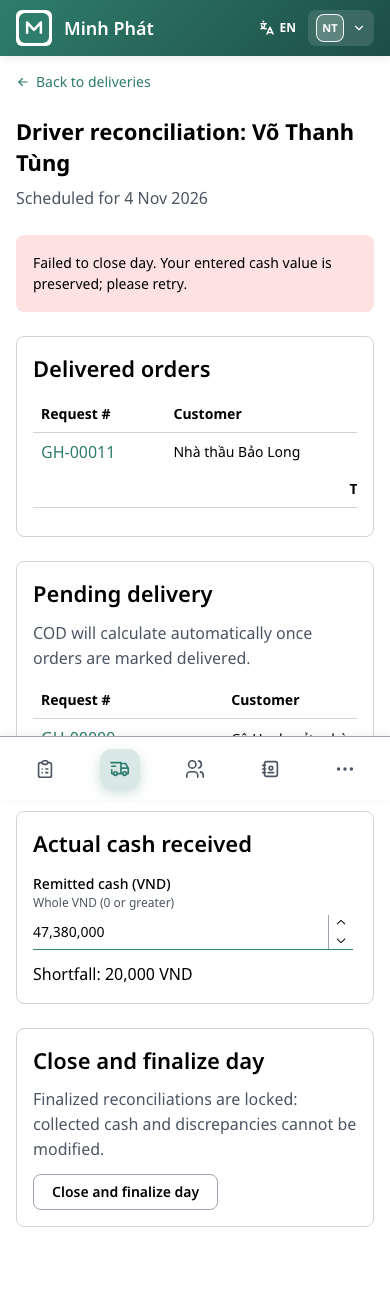 Minh Phát
EN
NT
Back to deliveries
Driver reconciliation: Võ Thanh
Tùng
Scheduled for 4 Nov 2026
Failed to close day. Your entered cash value is
preserved; please retry.
Delivered orders
Request # Customer
GH-00011 Nhà thầu Bảo Long
T
Pending delivery
COD will calculate automatically once
orders are marked delivered.
Request # Customer
Actual cash received
Remitted cash (VND)
Whole VND (0 or greater)
47,380,000
Shortfall: 20,000 VND
Close and finalize day
Finalized reconciliations are locked:
collected cash and discrepancies cannot be
modified.
Close and finalize day